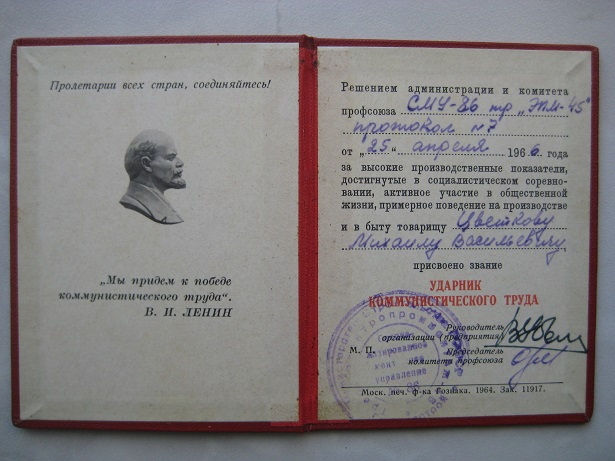 Пролетарии всех стран, соединяйтесь!
„Мы придем к победе
коммунистического труда“.
В. И. ЛЕНИН
Решением администрации и комитета
профсоюза СМУ-86 тр „ЭПМ-45“
протокол №7
от „25“ апреля 1966 года
за высокие производственные показатели,
достигнутые в социалистическом соревно-
вании, активное участие в общественной
жизни, примерное поведение на производстве
и в быту товарищу Цветкову
Михаилу Васильевичу
присвоено звание
УДАРНИК
КОММУНИСТИЧЕСКОГО ТРУДА
Руководитель
организации (предприятия)
М. П.
Председатель
комитета профсоюза
управление
Моск. печ. ф-ка Гознака. 1964. Зак. 11917.